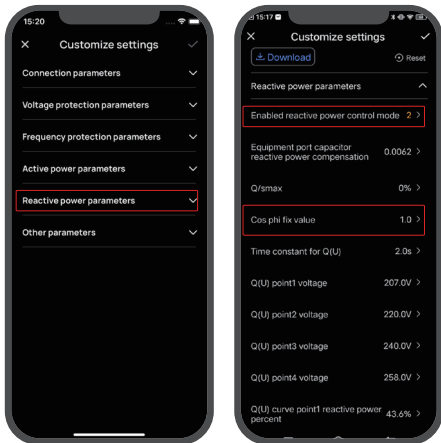 15:20
Customize settings
Connection parameters
Voltage protection parameters
Frequency protection parameters
Active power parameters
Reactive power parameters
Other parameters
15:17
Customize settings
Download
Reset
Reactive power parameters
Enabled reactive power control mode 2
Equipment port capacitor
reactive power compensation 0.0062
Q/smax 0%
Cos phi fix value 1.0
Time constant for Q(U) 2.0s
Q(U) point1 voltage 207.0V
Q(U) point2 voltage 220.0V
Q(U) point3 voltage 240.0V
Q(U) point4 voltage 258.0V
Q(U) curve point1 reactive power
percent 43.6%